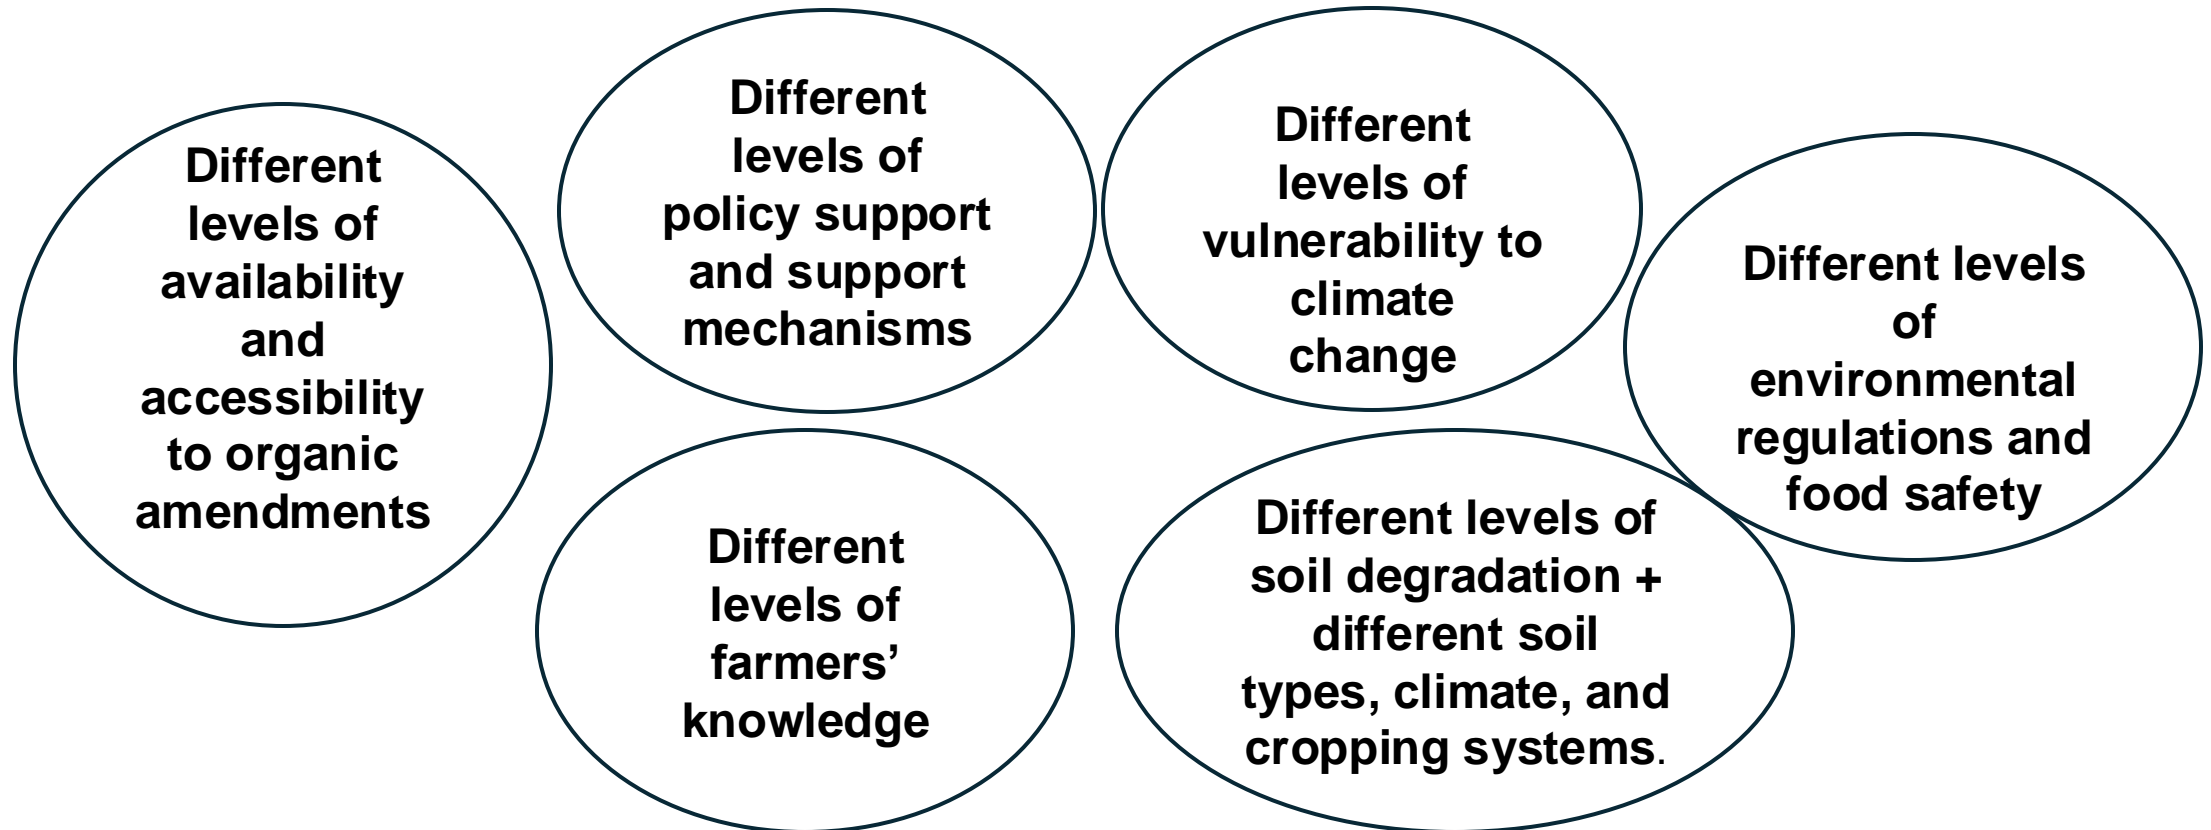 Different
levels of
availability
and
accessibility
to organic
amendments
Different
levels of
policy support
and support
mechanisms
Different
levels of
vulnerability to
climate
change
Different levels
of
environmental
regulations and
food safety
Different
levels of
farmers’
knowledge
Different levels of
soil degradation +
different soil
types, climate, and
cropping systems.